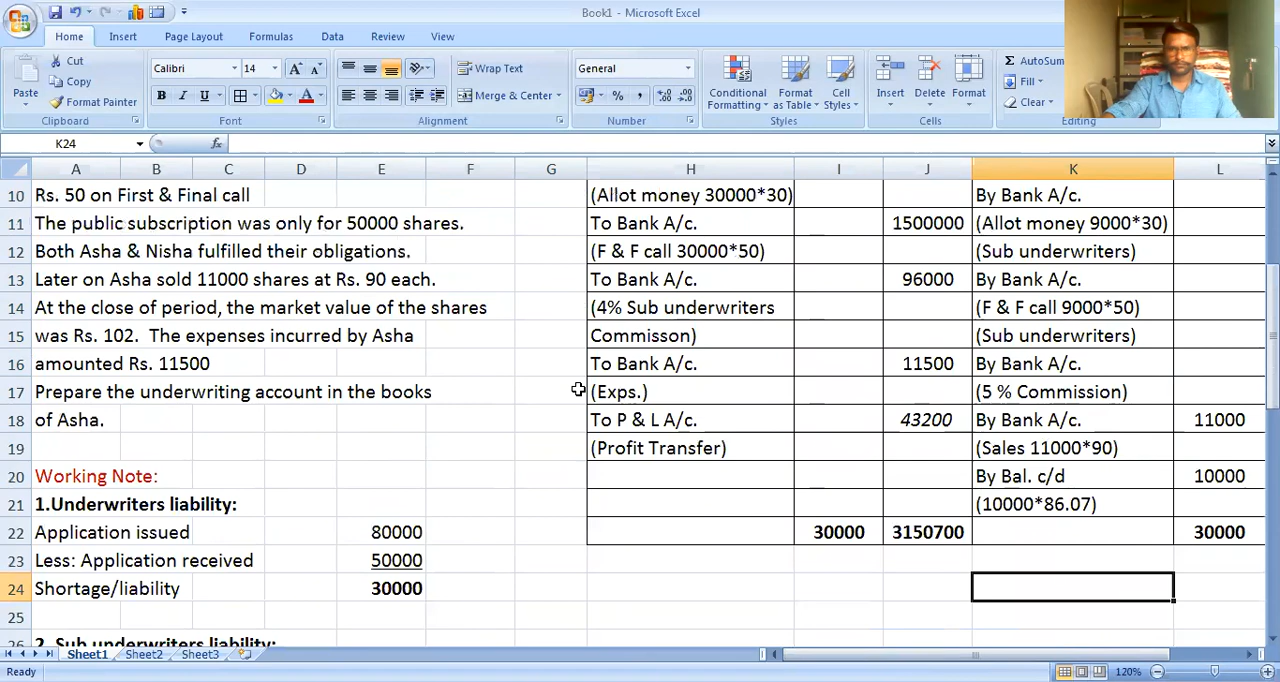 Book1 - Microsoft Excel
Home Insert Page Layout Formulas Data Review View
Paste
Cut
Copy
Format Painter
Clipboard
Calibri 14 A A
B I U A
Font
Wrap Text
Merge & Center
Alignment
General
% ,
Number
Conditional Formatting
Format as Table
Cell Styles
Styles
Insert Delete Format
Cells
Σ AutoSum
Fill
Clear
Editing
K24 fx
A B C D E F G H I J K L
10 Rs. 50 on First & Final call (Allot money 30000*30) By Bank A/c.
11 The public subscription was only for 50000 shares. To Bank A/c. 1500000 (Allot money 9000*30)
12 Both Asha & Nisha fulfilled their obligations. (F & F call 30000*50) (Sub underwriters)
13 Later on Asha sold 11000 shares at Rs. 90 each. To Bank A/c. 96000 By Bank A/c.
14 At the close of period, the market value of the shares (4% Sub underwriters (F & F call 9000*50)
15 was Rs. 102. The expenses incurred by Asha Commisson) (Sub underwriters)
16 amounted Rs. 11500 To Bank A/c. 11500 By Bank A/c.
17 Prepare the underwriting account in the books (Exps.) (5 % Commission)
18 of Asha. To P & L A/c. 43200 By Bank A/c. 11000
19 (Profit Transfer) (Sales 11000*90)
20 Working Note: By Bal. c/d 10000
21 1.Underwriters liability: (10000*86.07)
22 Application issued 80000 30000 3150700 30000
23 Less: Application received 50000
24 Shortage/liability 30000
25
26 2. Sub underwriters liability:
Sheet1 Sheet2 Sheet3
Ready 120%